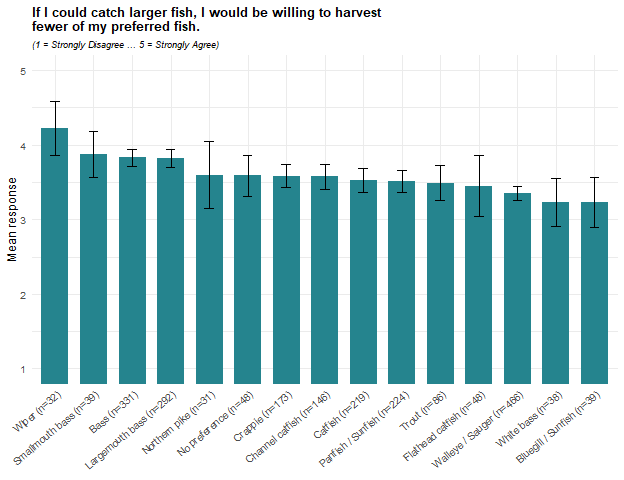 If I could catch larger fish, I would be willing to harvest
fewer of my preferred fish.
(1 = Strongly Disagree ... 5 = Strongly Agree)
5
4
3
2
1
Mean response
Wiper (n=32)
Smallmouth bass (n=39)
Bass (n=331)
Largemouth bass (n=292)
Northern pike (n=31)
No preference (n=48)
Crappie (n=173)
Channel catfish (n=146)
Catfish (n=219)
Panfish / Sunfish (n=224)
Trout (n=86)
Flathead catfish (n=48)
Walleye / Sauger (n=486)
White bass (n=38)
Bluegill / Sunfish (n=39)